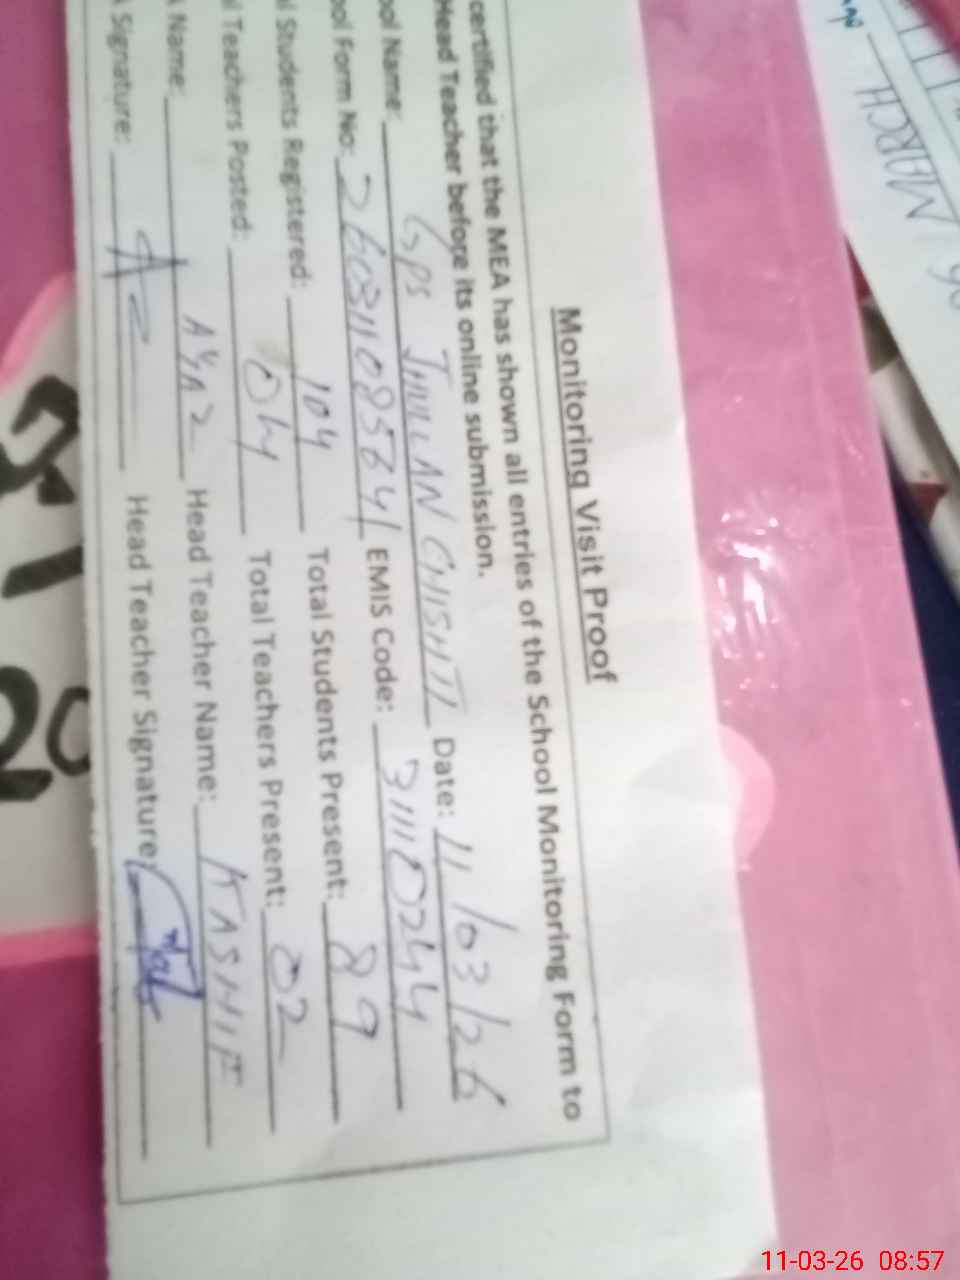 Monitoring Visit Proof
certified that the MEA has shown all entries of the School Monitoring Form to
Head Teacher before its online submission.
ool Name: GPS JHULLAN CHISHTI Date: 11/03/26
ool Form No: EMIS Code: 31110244
l Students Registered: 104 Total Students Present: 89
l Teachers Posted: 04 Total Teachers Present: 02
Name: AYAZ Head Teacher Name: KASHIF
Signature: Az Head Teacher Signature:
MARCH
20
11-03-26 08:57